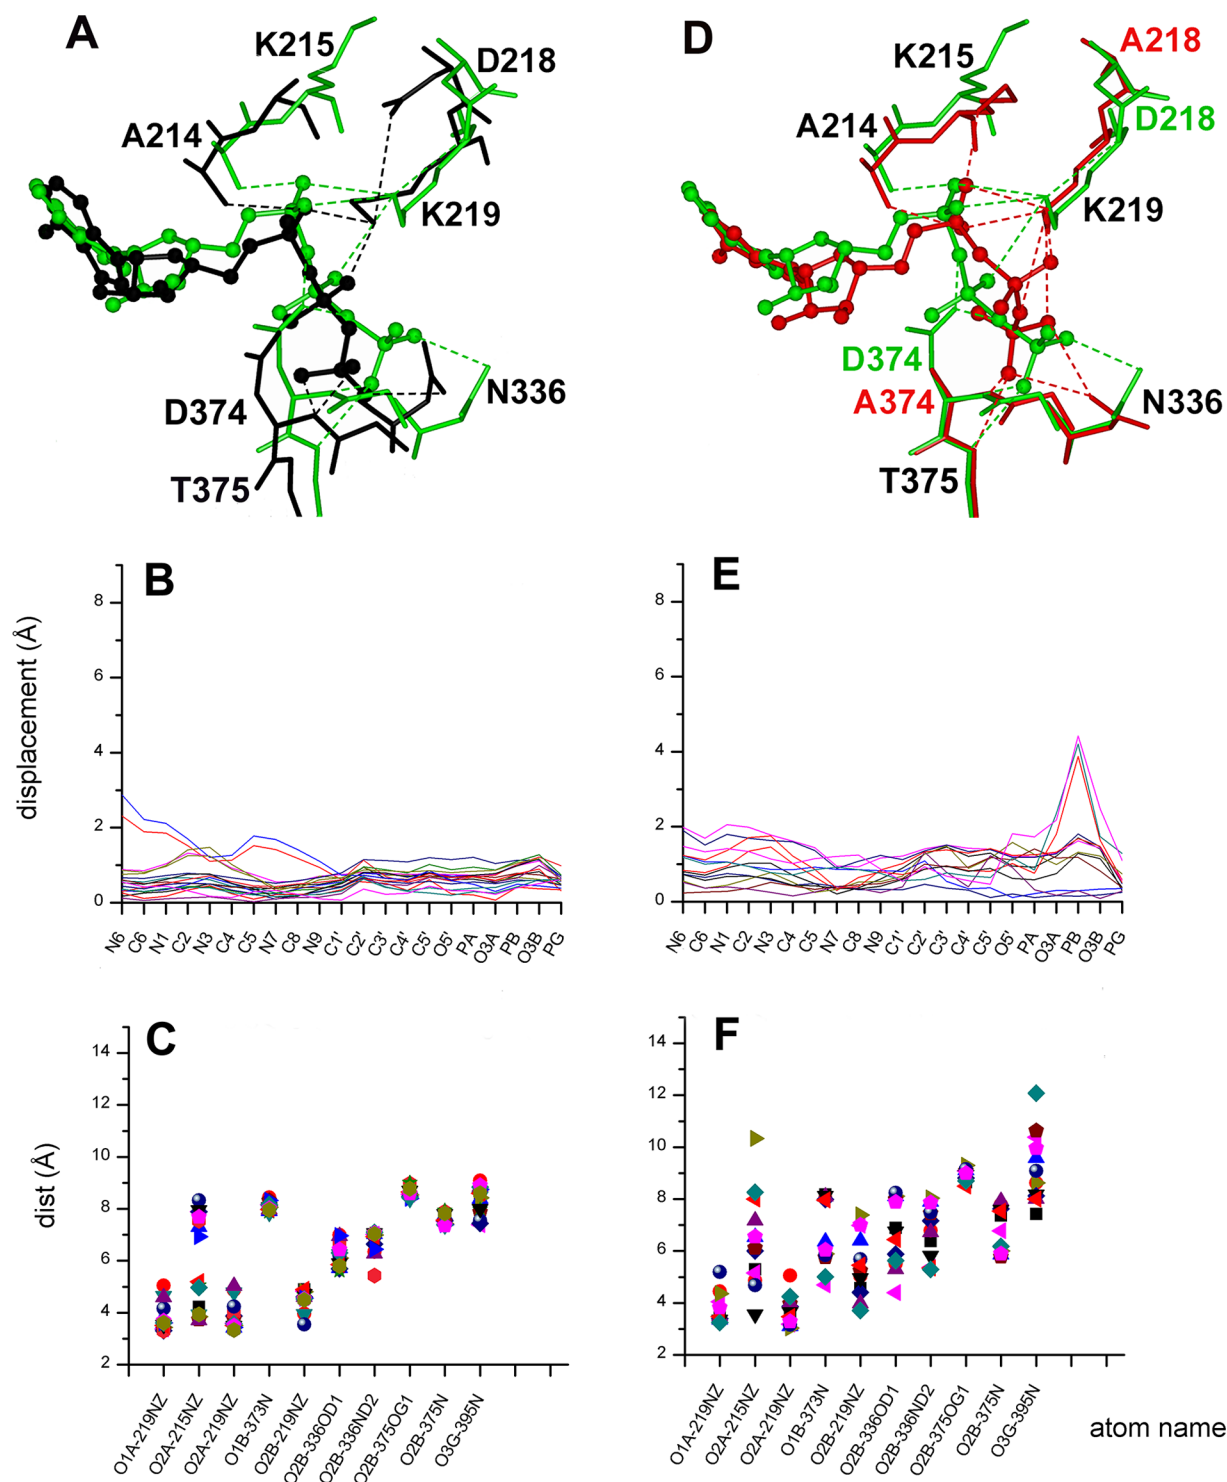 A
K215
D218
A214
K219
D374
N336
T375
D
K215
A218
A214
D218
K219
D374
A374
N336
T375
B
displacement (Å)
8
6
4
2
0
N6 C6 N1 C2 N3 C4 C5 N7 C8 N9 C1' C2' C3' C4' C5' O5' PA O3A PB O3B PG
E
8
6
4
2
0
N6 C6 N1 C2 N3 C4 C5 N7 C8 N9 C1' C2' C3' C4' C5' O5' PA O3A PB O3B PG
C
dist (Å)
14
12
10
8
6
4
2
O1A-219NZ O2A-215NZ O2A-219NZ O1B-373N O2B-219NZ O2B-336OD1 O2B-336ND2 O2B-375OG1 O2B-375N O3G-395N
F
14
12
10
8
6
4
2
O1A-219NZ O2A-215NZ O2A-219NZ O1B-373N O2B-219NZ O2B-336OD1 O2B-336ND2 O2B-375OG1 O2B-375N O3G-395N
atom name